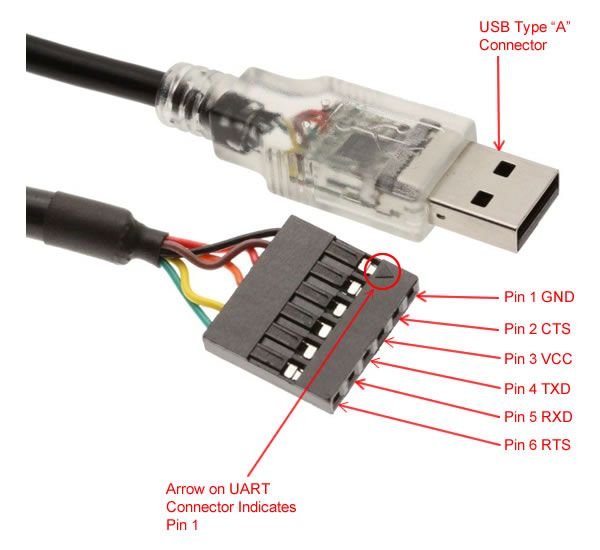 USB Type “A”
Connector
Pin 1 GND
Pin 2 CTS
Pin 3 VCC
Pin 4 TXD
Pin 5 RXD
Pin 6 RTS
Arrow on UART
Connector Indicates
Pin 1